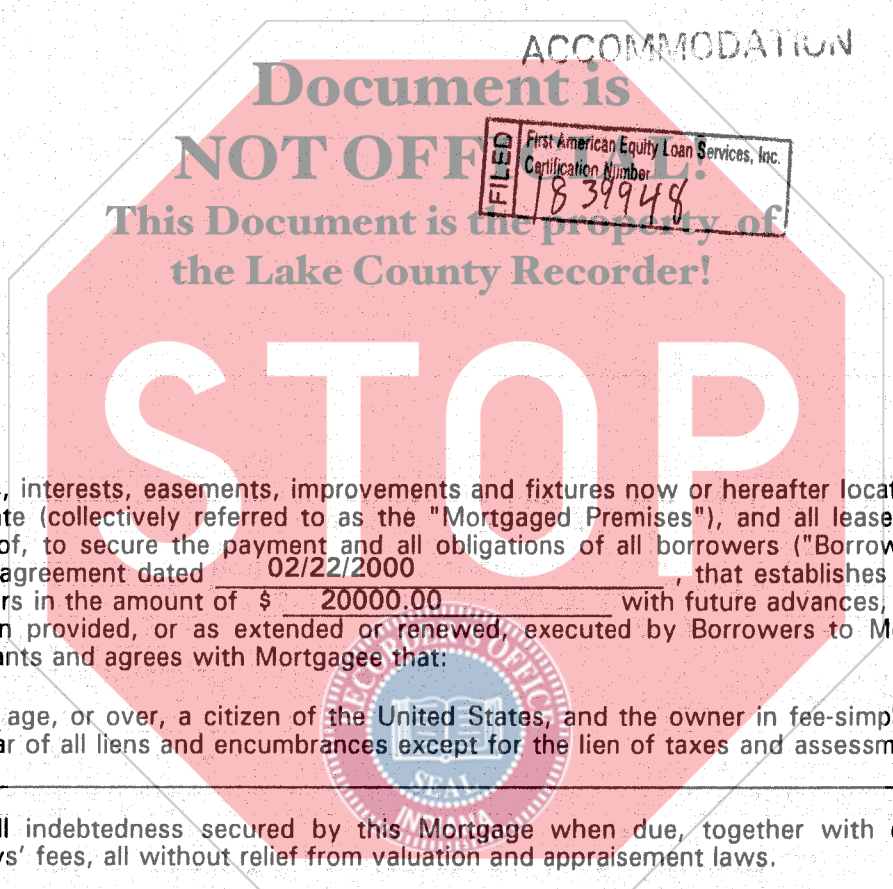 ACCOMMODATION
Document is
NOT OFFICIAL!
FILED
First American Equity Loan Services, Inc.
Certification Number
839948
This Document is the property of
the Lake County Recorder!
STOP
, interests, easements, improvements and fixtures now or hereafter locat
te (collectively referred to as the "Mortgaged Premises"), and all lease
of, to secure the payment and all obligations of all borrowers ("Borrow
agreement dated 02/22/2000 , that establishes
rs in the amount of $ 20000.00 with future advances,
n provided, or as extended or renewed, executed by Borrowers to M
ants and agrees with Mortgagee that:
age, or over, a citizen of the United States, and the owner in fee-simp
ar of all liens and encumbrances except for the lien of taxes and assessm
RECORDER'S OFFICE
SEAL
INDIANA
ll indebtedness secured by this Mortgage when due, together with
ys' fees, all without relief from valuation and appraisement laws.